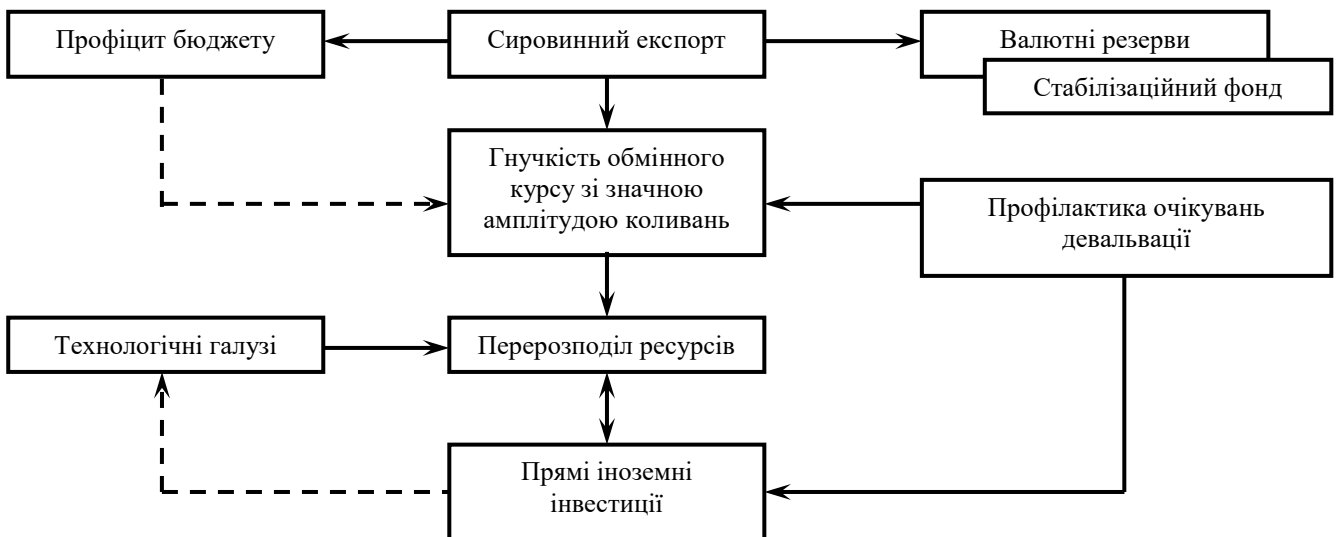 Профіцит бюджету
Сировинний експорт
Валютні резерви
Стабілізаційний фонд
Гнучкість обмінного
курсу зі значною
амплітудою коливань
Профілактика очікувань
девальвації
Технологічні галузі
Перерозподіл ресурсів
Прямі іноземні
інвестиції